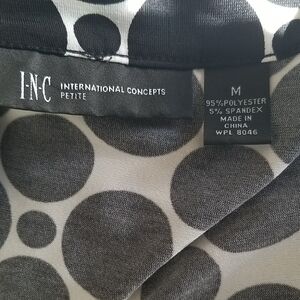 I·N·C INTERNATIONAL CONCEPTS
PETITE
M
95% POLYESTER
5% SPANDEX
MADE IN
CHINA
WPL 8046